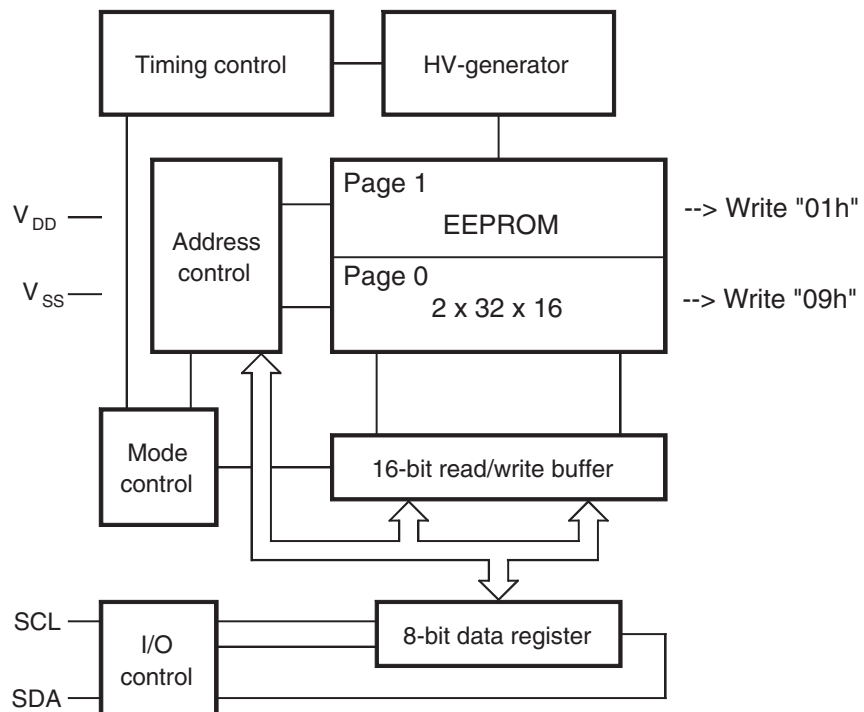 Timing control
HV-generator
Page 1
EEPROM
--> Write "01h"
V DD
Address
control
Page 0
2 x 32 x 16
--> Write "09h"
V SS
Mode
control
16-bit read/write buffer
SCL
I/O
control
8-bit data register
SDA